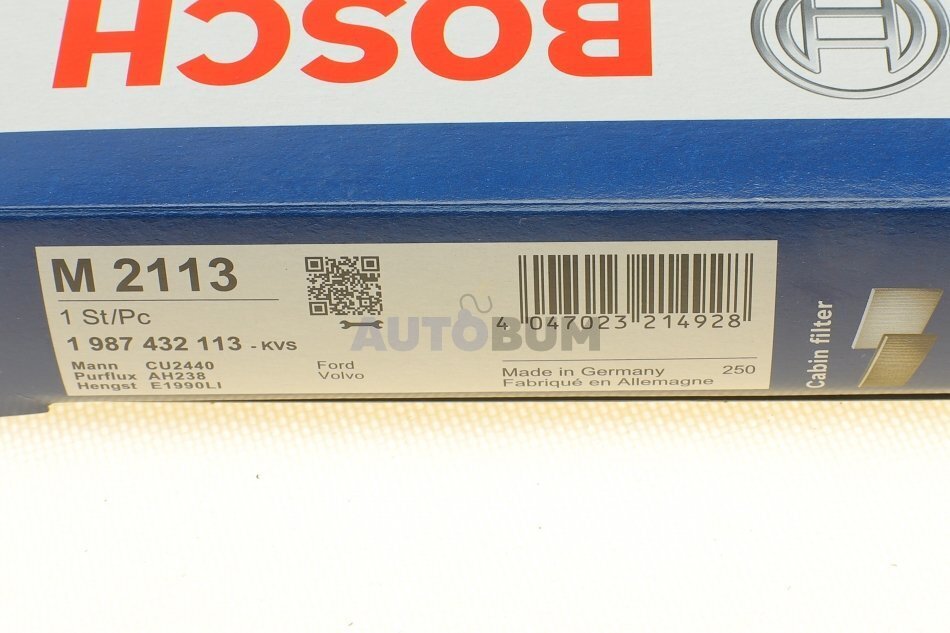 BOSCH
M 2113
1 St/Pc
1 987 432 113 - KVS
Mann CU2440
Purflux AH238
Hengst E1990LI
Ford
Volvo
4 047023 214928
Made in Germany
Fabriqué en Allemagne
250
Cabin filter
AUTOBUM